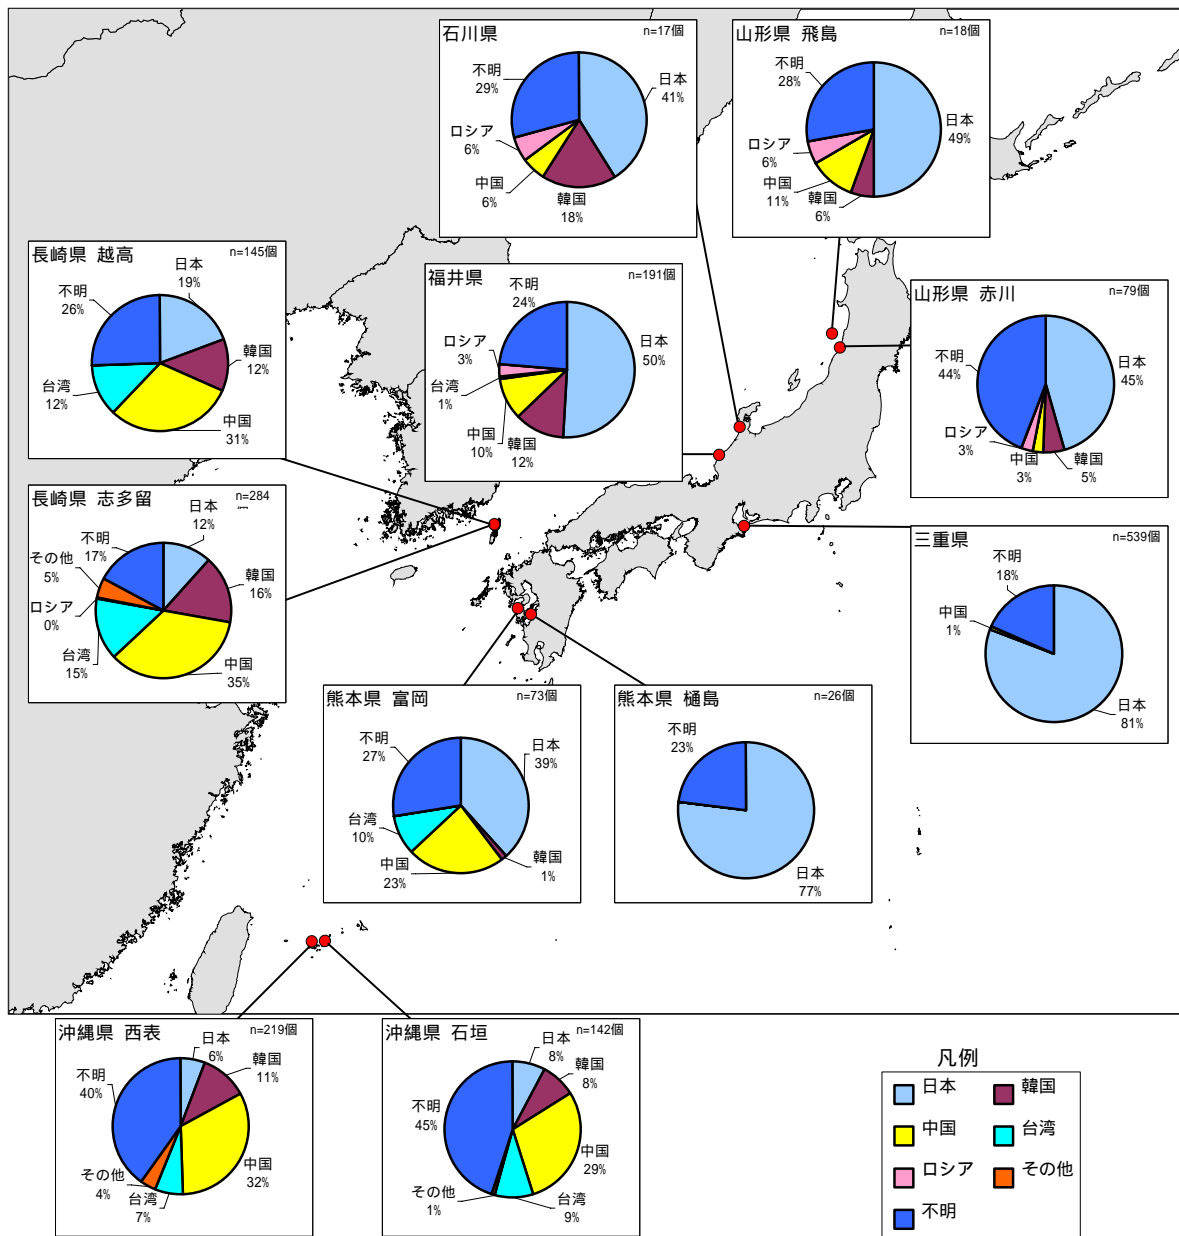 石川県 n=17個
日本
41%
韓国
18%
中国
6%
ロシア
6%
不明
29%
山形県 飛島 n=18個
日本
49%
韓国
6%
中国
11%
ロシア
6%
不明
28%
長崎県 越高 n=145個
日本
19%
韓国
12%
中国
31%
台湾
12%
不明
26%
福井県 n=191個
日本
50%
韓国
12%
中国
10%
台湾
1%
ロシア
3%
不明
24%
山形県 赤川 n=79個
日本
45%
韓国
5%
中国
3%
ロシア
3%
不明
44%
長崎県 志多留 n=284
日本
12%
韓国
16%
中国
35%
台湾
15%
ロシア
0%
その他
5%
不明
17%
三重県 n=539個
日本
81%
中国
1%
不明
18%
熊本県 富岡 n=73個
日本
39%
韓国
1%
中国
23%
台湾
10%
不明
27%
熊本県 樋島 n=26個
日本
77%
不明
23%
沖縄県 西表 n=219個
日本
6%
韓国
11%
中国
32%
台湾
7%
その他
4%
不明
40%
沖縄県 石垣 n=142個
日本
8%
韓国
8%
中国
29%
台湾
9%
その他
1%
不明
45%
凡例
日本 韓国
中国 台湾
ロシア その他
不明